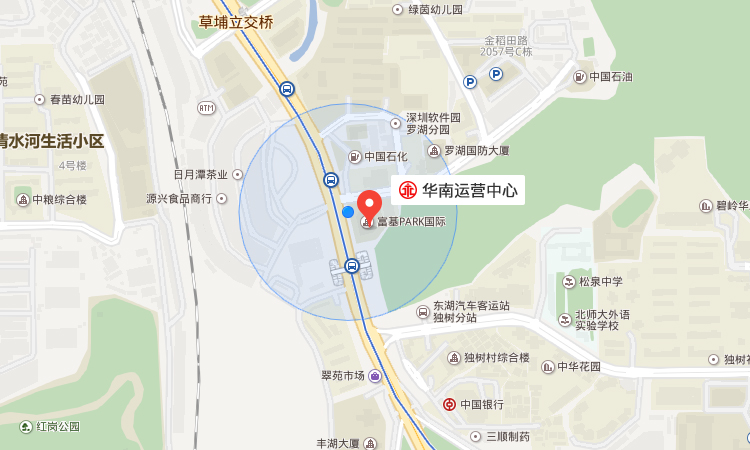 绿茵幼儿园
草埔立交桥
金稻田路
2057号C栋
中国石油
春苗幼儿园
ATM
深圳软件园
罗湖分园
清水河生活小区
罗湖国防大厦
中国石化
4号楼
日月潭茶业
华南运营中心
中粮综合楼
源兴食品商行
碧岭华
富基PARK国际
松泉中学
东湖汽车客运站
独树分站
北师大外语
实验学校
独树村综合楼
中华花园
独树社
翠苑市场
中国银行
红岗公园
三顺制药
丰湖大厦
P
P